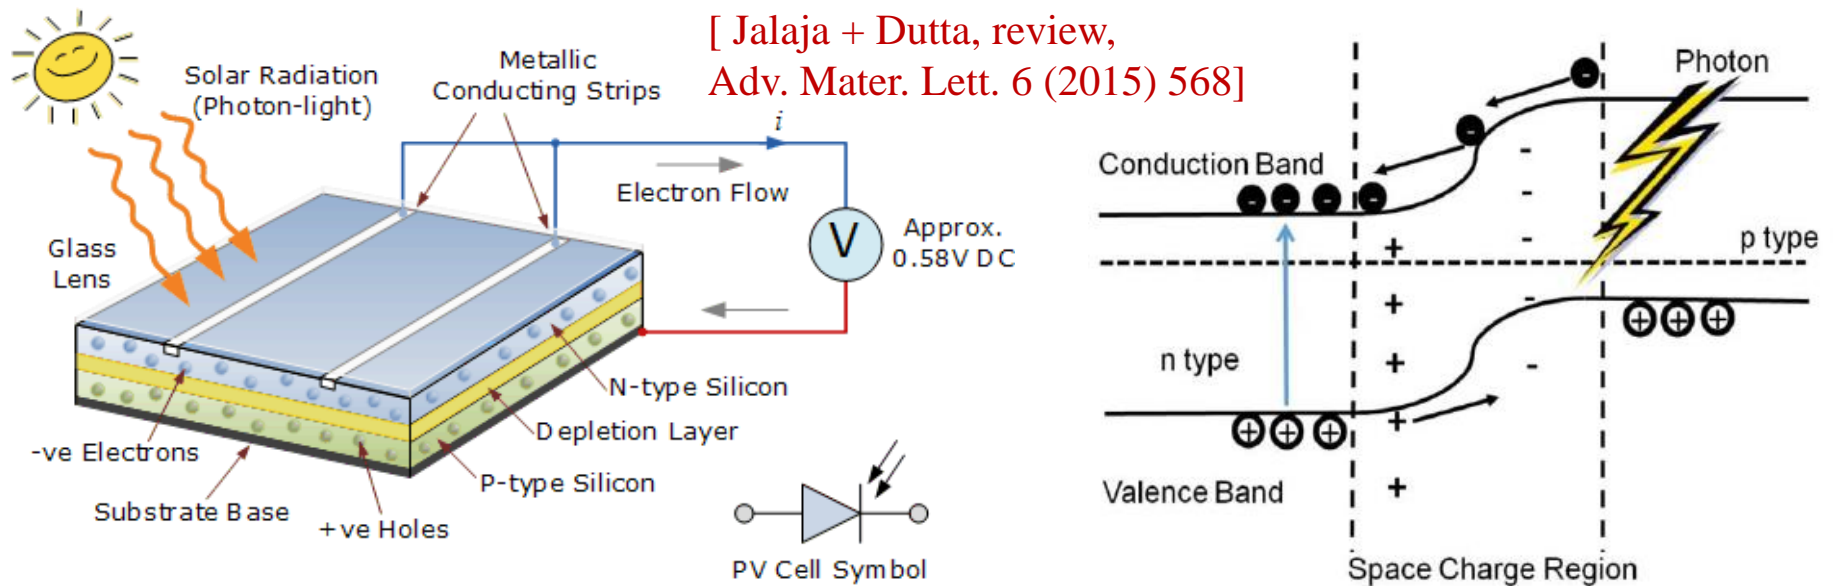 [ Jalaja + Dutta, review,
Adv. Mater. Lett. 6 (2015) 568]
Solar Radiation
(Photon-light)
Metallic
Conducting Strips
i
Electron Flow
V
Approx.
0.58V DC
Glass
Lens
N-type Silicon
Depletion Layer
P-type Silicon
-ve Electrons
Substrate Base
+ve Holes
PV Cell Symbol
Photon
Conduction Band
p type
n type
Valence Band
Space Charge Region
- 
-
-
-
-
-
-
- - - -
+
+
+
+
+
+ + +
+ + +